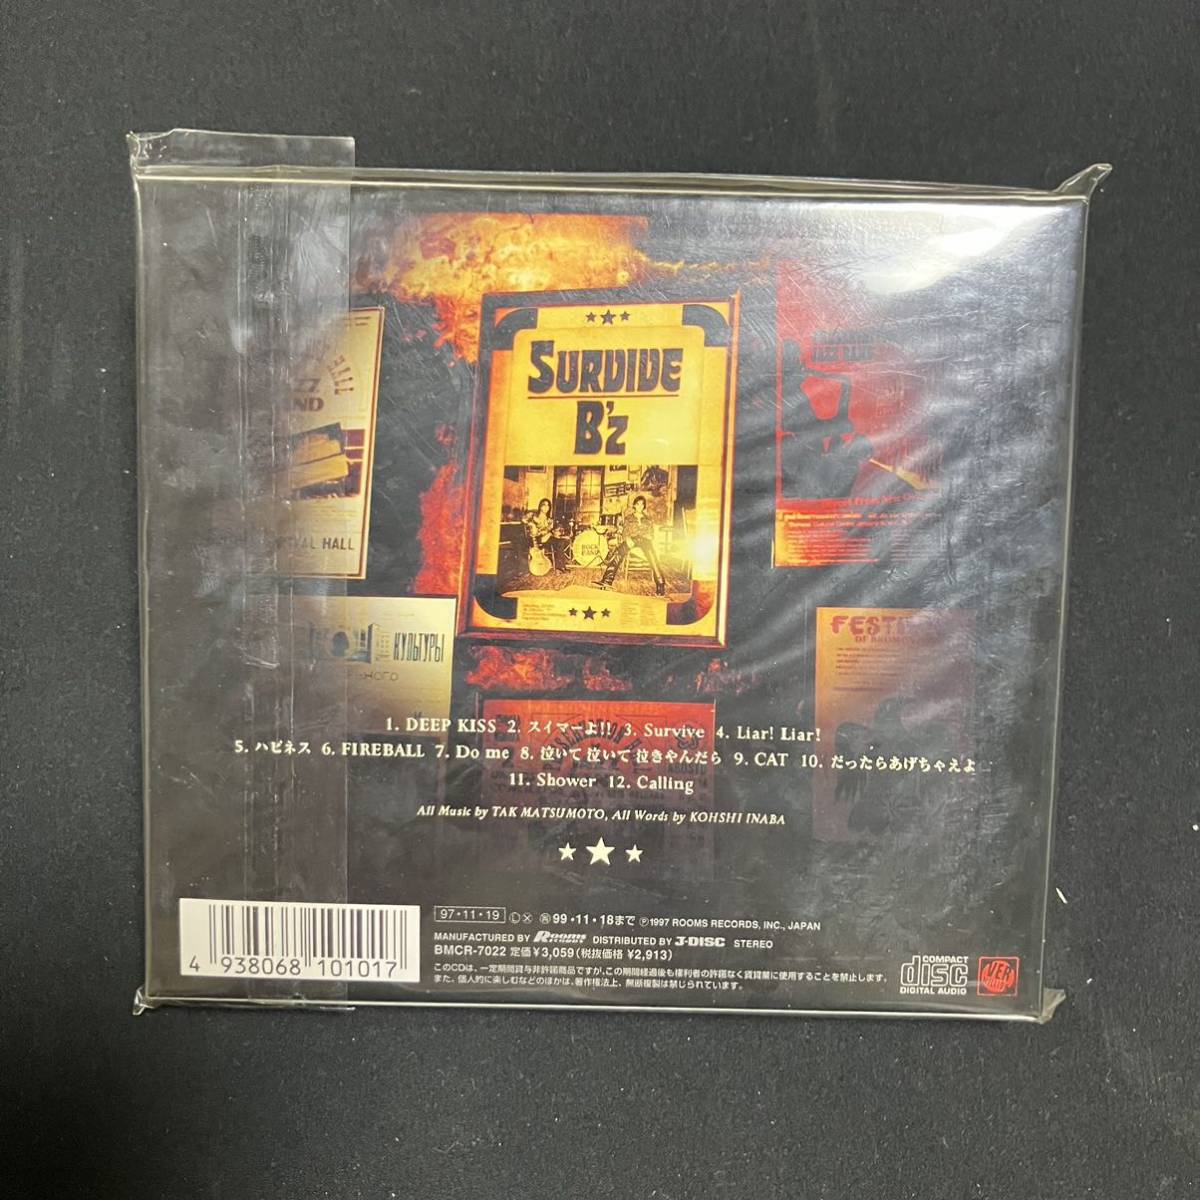 SURVIVE
B'z
ROCK
BAND
AND
HALL
КУЛЬТУРЫ
1. DEEP KISS 2. スイマーよ!! 3. Survive 4. Liar! Liar!
5. ハピネス 6. FIREBALL 7. Do me 8. 泣いて 泣いて 泣きやんだら 9. CAT 10. だったらあげちゃえよ
11. Shower 12. Calling
All Music by TAK MATSUMOTO, All Words by KOHSHI INABA
97・11・19 Ⓛ× 99・11・18まで ℗1997 ROOMS RECORDS, INC., JAPAN
MANUFACTURED BY Rooms RECORDS DISTRIBUTED BY J-DISC STEREO
BMCR-7022 定価¥3,059(税抜価格 ¥2,913)
このCDは、一定期間貸与非許諾商品ですが、この期間経過後も権利者の許諾なく賃貸業に使用することを禁止します。
また、個人的に楽しむなどのほかは、著作権法上、無断複製は禁じられています。
4 938068 101017
COMPACT
disc
DIGITAL AUDIO